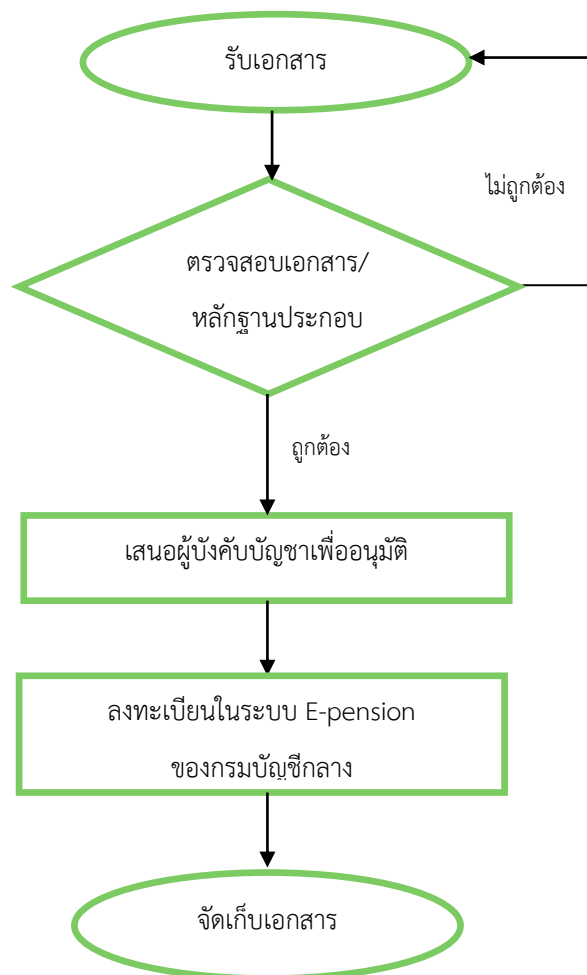 รับเอกสาร
ไม่ถูกต้อง
ตรวจสอบเอกสาร/
หลักฐานประกอบ
ถูกต้อง
เสนอผู้บังคับบัญชาเพื่ออนุมัติ
ลงทะเบียนในระบบ E-pension
ของกรมบัญชีกลาง
จัดเก็บเอกสาร